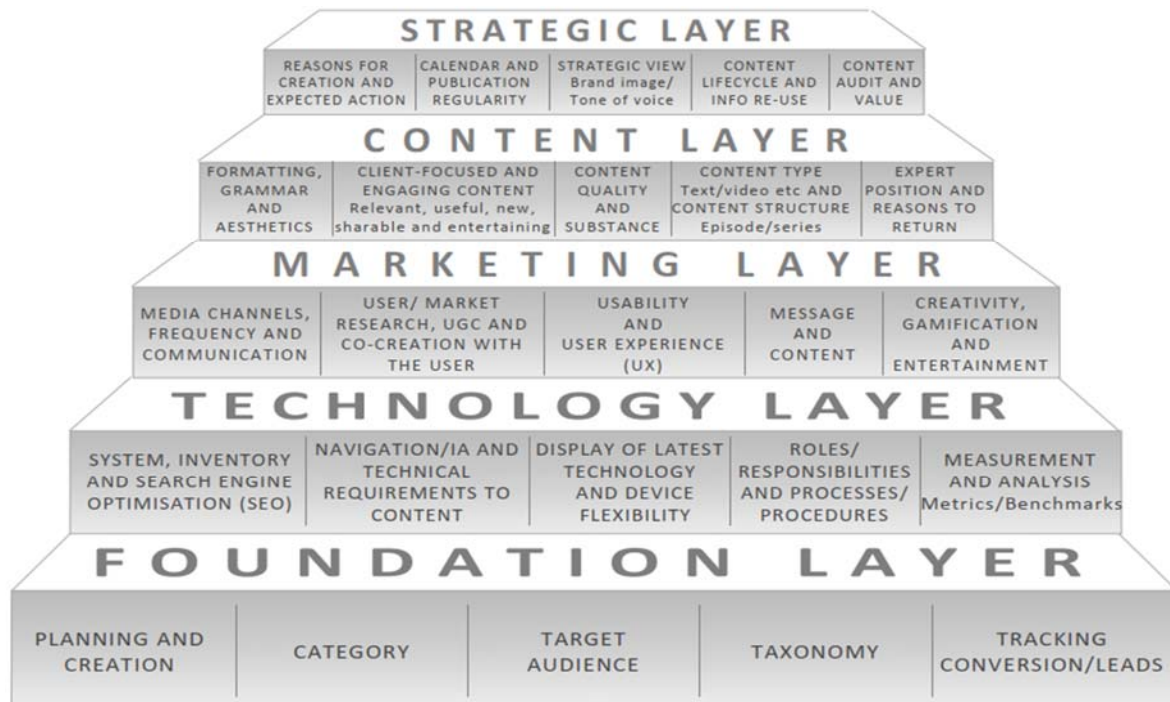 STRATEGIC LAYER
REASONS FOR
CREATION AND
EXPECTED ACTION
CALENDAR AND
PUBLICATION
REGULARITY
STRATEGIC VIEW
Brand image/
Tone of voice
CONTENT
LIFECYCLE AND
INFO RE-USE
CONTENT
AUDIT AND
VALUE
CONTENT LAYER
FORMATTING,
GRAMMAR
AND
AESTHETICS
CLIENT-FOCUSED AND
ENGAGING CONTENT
Relevant, useful, new,
sharable and entertaining
CONTENT
QUALITY
AND
SUBSTANCE
CONTENT TYPE
Text/video etc AND
CONTENT STRUCTURE
Episode/series
EXPERT
POSITION AND
REASONS TO
RETURN
MARKETING LAYER
MEDIA CHANNELS,
FREQUENCY AND
COMMUNICATION
USER/ MARKET
RESEARCH, UGC AND
CO-CREATION WITH
THE USER
USABILITY
AND
USER EXPERIENCE
(UX)
MESSAGE
AND
CONTENT
CREATIVITY,
GAMIFICATION
AND
ENTERTAINMENT
TECHNOLOGY LAYER
SYSTEM, INVENTORY
AND SEARCH ENGINE
OPTIMISATION (SEO)
NAVIGATION/IA AND
TECHNICAL
REQUIREMENTS TO
CONTENT
DISPLAY OF LATEST
TECHNOLOGY
AND DEVICE
FLEXIBILITY
ROLES/
RESPONSIBILITIES
AND PROCESSES/
PROCEDURES
MEASUREMENT
AND ANALYSIS
Metrics/Benchmarks
FOUNDATION LAYER
PLANNING AND
CREATION
CATEGORY
TARGET
AUDIENCE
TAXONOMY
TRACKING
CONVERSION/LEADS